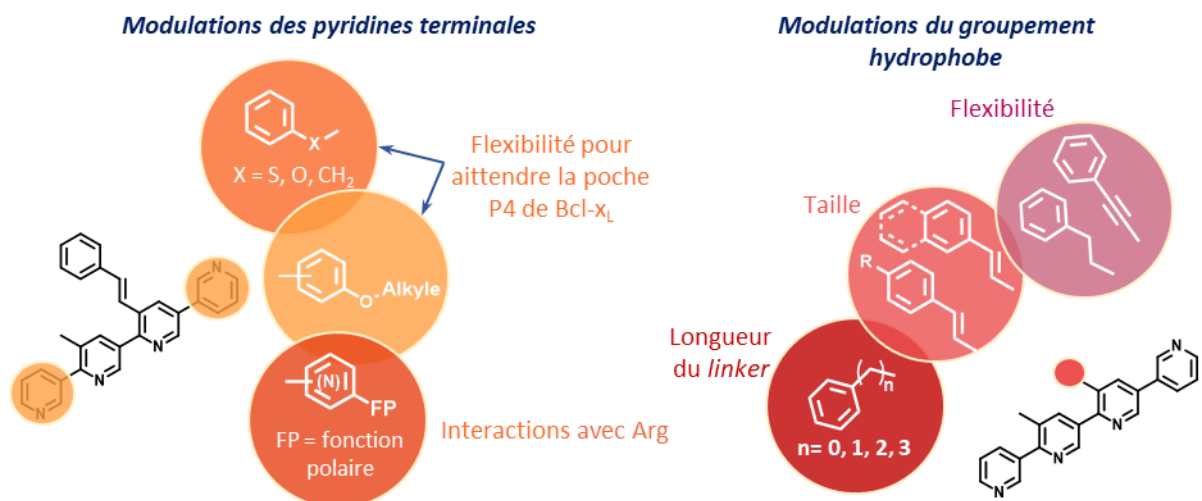 Modulations des pyridines terminales
Modulations du groupement
hydrophobe
X
X = S, O, CH2
Flexibilité pour
aittendre la poche
P4 de Bcl-xL
O
Alkyle
(N)
FP
FP = fonction
polaire
Interactions avec Arg
N
N
N
N
Flexibilité
Taille
R
Longueur
du linker
n
n= 0, 1, 2, 3
N
N
N
N